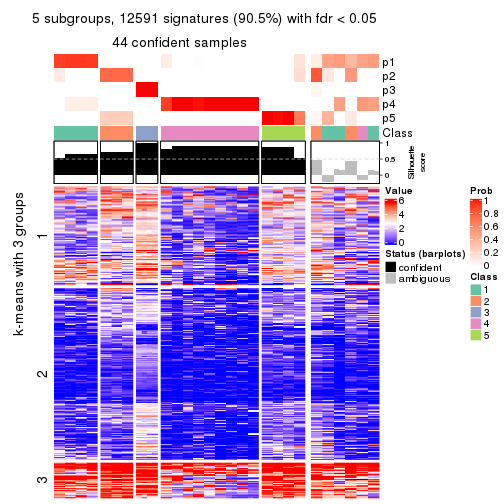 5 subgroups, 12591 signatures (90.5%) with fdr < 0.05
44 confident samples
p1
p2
p3
p4
p5
Class
1
0.5
0
Silhouette
score
k-means with 3 groups
1
2
3
Value
6
4
2
0
Status (barplots)
confident
ambiguous
Prob
1
0.8
0.6
0.4
0.2
0
Class
1
2
3
4
5